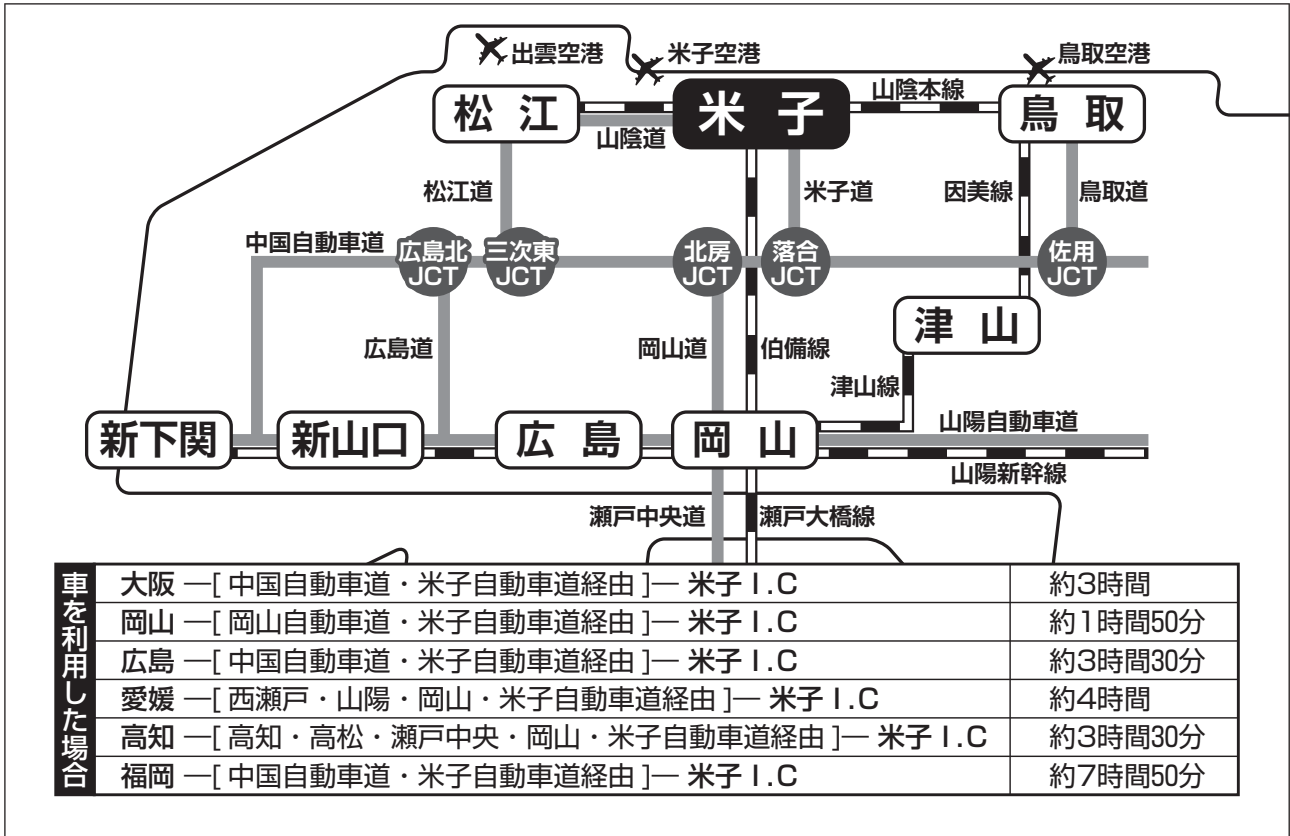 出雲空港
米子空港
鳥取空港
松江
米子
山陰本線
鳥取
山陰道
松江道
米子道
因美線
鳥取道
中国自動車道
広島北
JCT
三次東
JCT
北房
JCT
落合
JCT
佐用
JCT
津山
広島道
岡山道
伯備線
津山線
山陽自動車道
新下関
新山口
広島
岡山
山陽新幹線
瀬戸中央道
瀬戸大橋線
車を利用した場合
大阪 ―[ 中国自動車道・米子自動車道経由 ]― 米子 I.C 約3時間
岡山 ―[ 岡山自動車道・米子自動車道経由 ]― 米子 I.C 約1時間50分
広島 ―[ 中国自動車道・米子自動車道経由 ]― 米子 I.C 約3時間30分
愛媛 ―[ 西瀬戸・山陽・岡山・米子自動車道経由 ]― 米子 I.C 約4時間
高知 ―[ 高知・高松・瀬戸中央・岡山・米子自動車道経由 ]― 米子 I.C 約3時間30分
福岡 ―[ 中国自動車道・米子自動車道経由 ]― 米子 I.C 約7時間50分